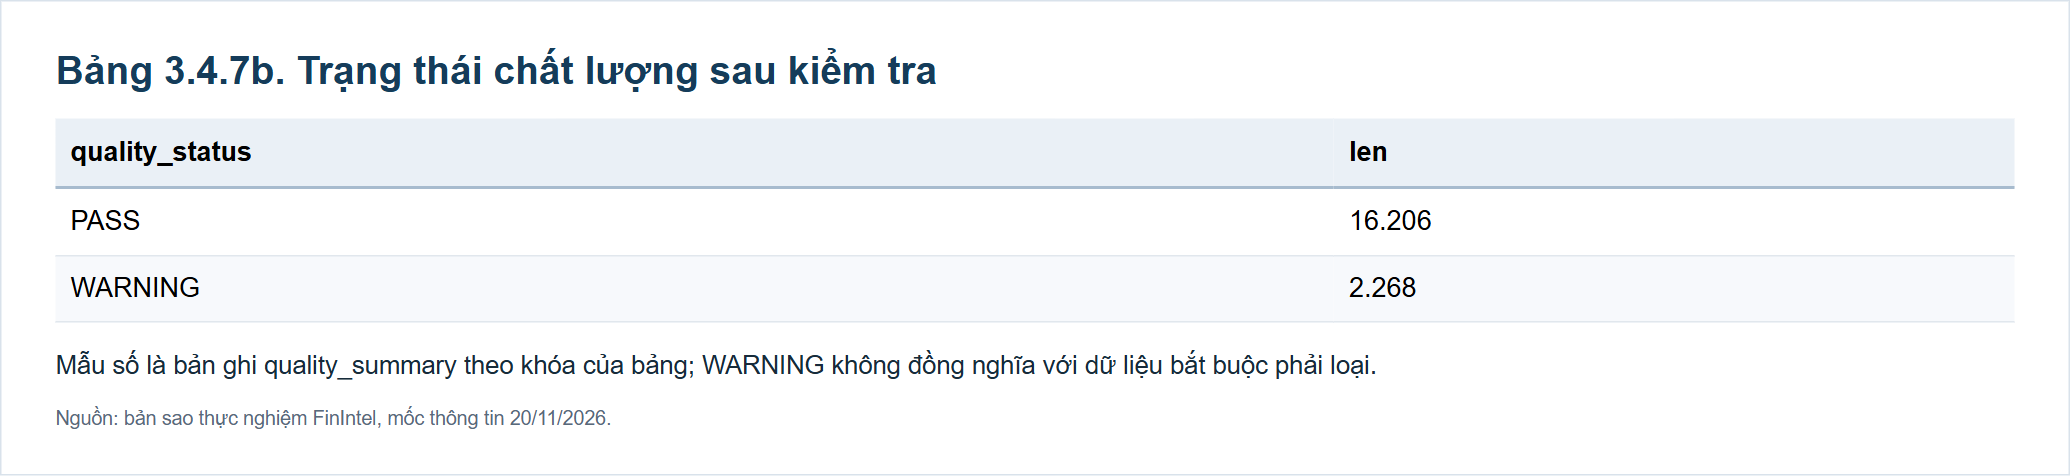 Bảng 3.4.7b. Trạng thái chất lượng sau kiểm tra
quality_status len
PASS 16.206
WARNING 2.268
Mẫu số là bản ghi quality_summary theo khóa của bảng; WARNING không đồng nghĩa với dữ liệu bắt buộc phải loại.
Nguồn: bản sao thực nghiệm FinIntel, mốc thông tin 20/11/2026.